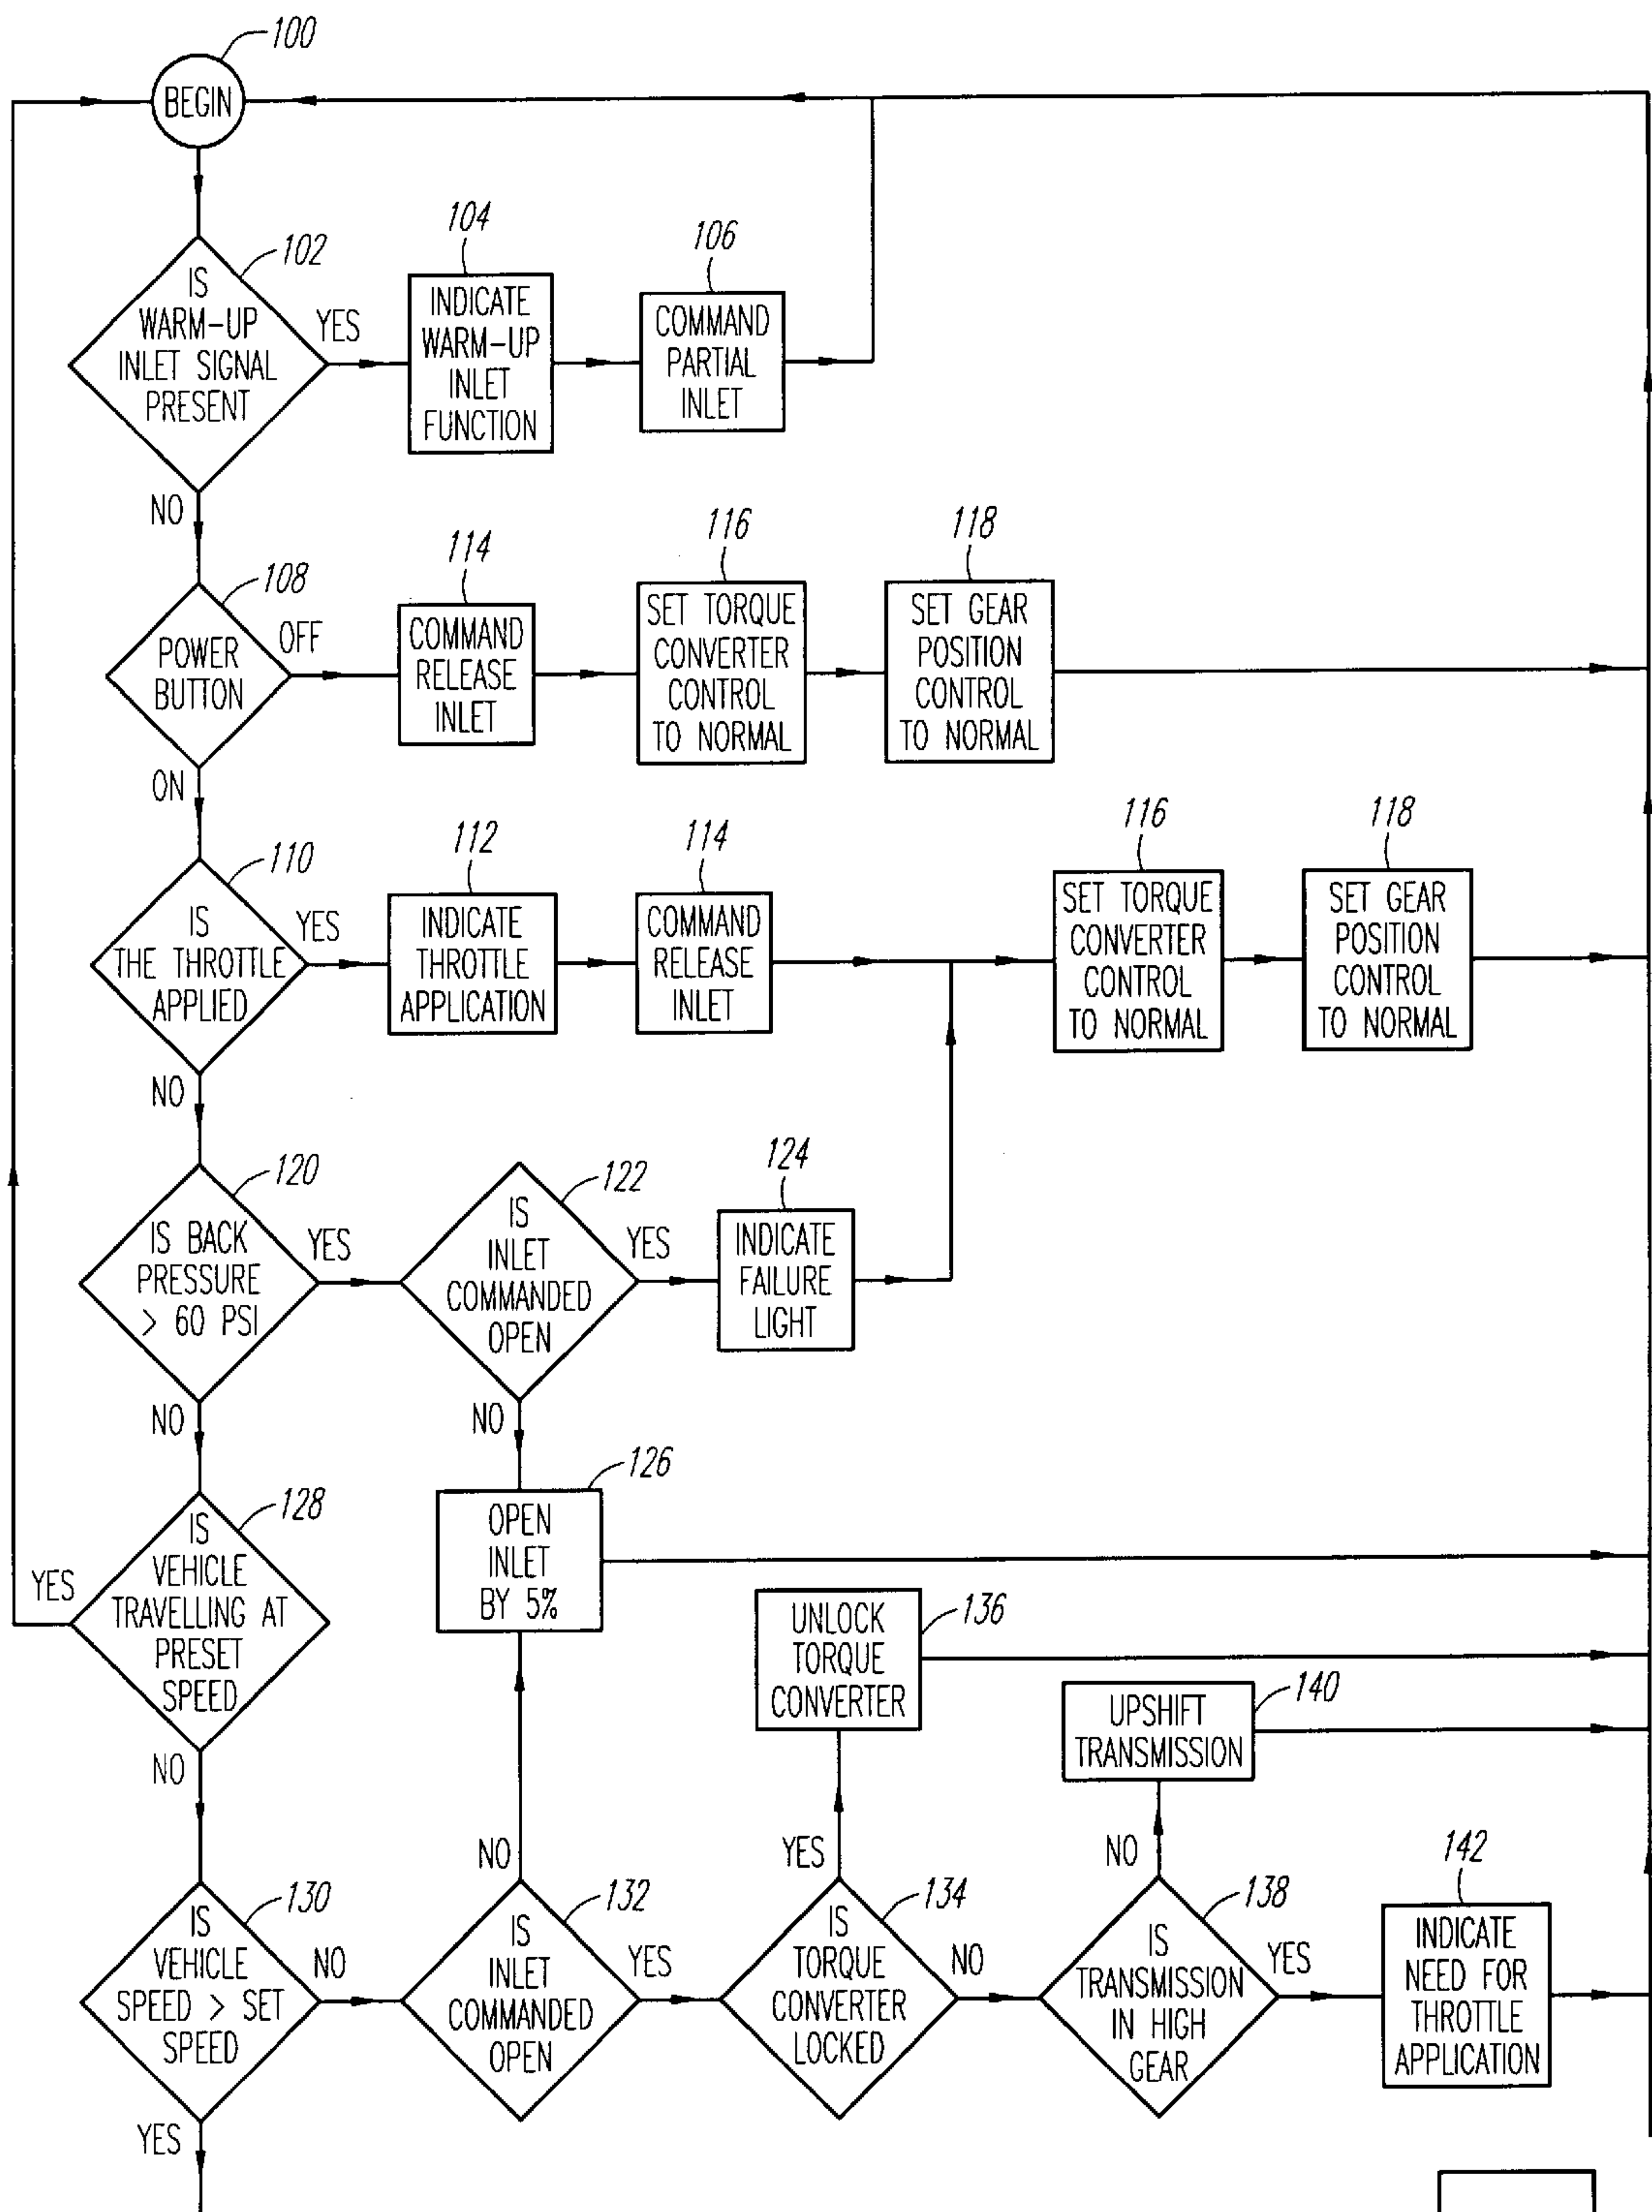 100
BEGIN
102
IS
WARM-UP
INLET SIGNAL
PRESENT
YES
NO
104
INDICATE
WARM-UP
INLET
FUNCTION
106
COMMAND
PARTIAL
INLET
108
POWER
BUTTON
OFF
ON
114
COMMAND
RELEASE
INLET
116
SET TORQUE
CONVERTER
CONTROL
TO NORMAL
118
SET GEAR
POSITION
CONTROL
TO NORMAL
110
IS
THE THROTTLE
APPLIED
YES
NO
112
INDICATE
THROTTLE
APPLICATION
114
COMMAND
RELEASE
INLET
116
SET TORQUE
CONVERTER
CONTROL
TO NORMAL
118
SET GEAR
POSITION
CONTROL
TO NORMAL
120
IS BACK
PRESSURE
> 60 PSI
YES
NO
122
IS
INLET
COMMANDED
OPEN
YES
NO
124
INDICATE
FAILURE
LIGHT
126
OPEN
INLET
BY 5%
128
IS
VEHICLE
TRAVELLING AT
PRESET
SPEED
YES
NO
136
UNLOCK
TORQUE
CONVERTER
140
UPSHIFT
TRANSMISSION
130
IS
VEHICLE
SPEED > SET
SPEED
NO
YES
132
IS
INLET
COMMANDED
OPEN
NO
YES
134
IS
TORQUE
CONVERTER
LOCKED
YES
NO
138
IS
TRANSMISSION
IN HIGH
GEAR
NO
YES
142
INDICATE
NEED FOR
THROTTLE
APPLICATION